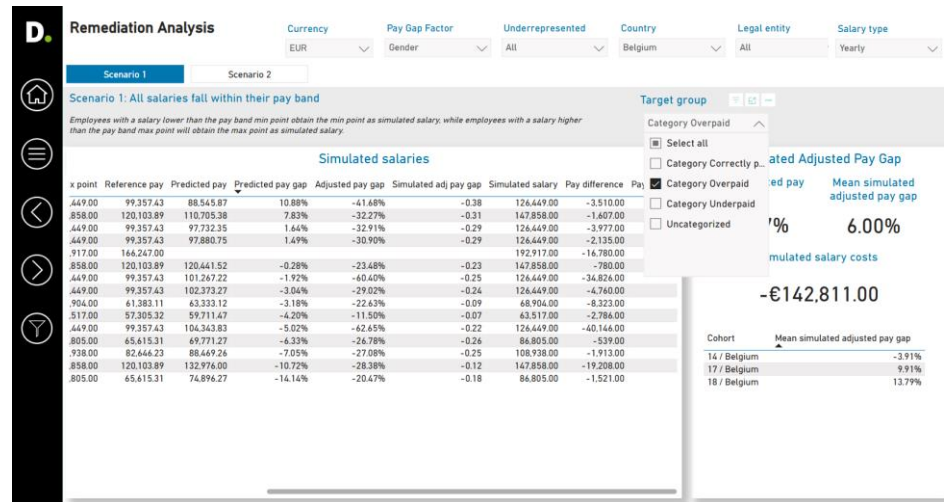 D.
Remediation Analysis
Currency
Pay Gap Factor
Underrepresented
Country
Legal entity
Salary type
EUR
Gender
All
Belgium
All
Yearly
Scenario 1
Scenario 2
Scenario 1: All salaries fall within their pay band
Employees with a salary lower than the pay band min point obtain the min point as simulated salary, while employees with a salary higher
than the pay band max point will obtain the max point as simulated salary.
Target group
Category Overpaid
Select all
Category Correctly p...
Category Overpaid
Category Underpaid
Uncategorized
Simulated salaries
x point Reference pay Predicted pay Predicted pay gap Adjusted pay gap Simulated adj pay gap Simulated salary Pay difference Pay
,449.00 99,357.43 88,545.87 10.88% -41.68% -0.38 126,449.00 -3,510.00
,858.00 120,103.89 110,705.38 7.83% -32.27% -0.31 147,858.00 -1,607.00
,449.00 99,357.43 97,732.35 1.64% -32.91% -0.29 126,449.00 -3,977.00
,449.00 99,357.43 97,880.75 1.49% -30.90% -0.29 126,449.00 -2,135.00
,917.00 166,247.00 192,917.00 -16,780.00
,858.00 120,103.89 120,441.52 -0.28% -23.48% -0.23 147,858.00 -780.00
,449.00 99,357.43 101,267.22 -1.92% -60.40% -0.25 126,449.00 -34,826.00
,449.00 99,357.43 102,373.27 -3.04% -29.02% -0.24 126,449.00 -4,760.00
,904.00 61,383.11 63,333.12 -3.18% -22.63% -0.09 68,904.00 -8,323.00
,517.00 57,305.32 59,711.47 -4.20% -11.50% -0.07 63,517.00 -2,786.00
,449.00 99,357.43 104,343.83 -5.02% -62.65% -0.22 126,449.00 -40,146.00
,805.00 65,615.31 69,771.27 -6.33% -26.78% -0.26 86,805.00 -539.00
,938.00 82,646.23 88,469.26 -7.05% -27.08% -0.25 108,938.00 -1,913.00
,858.00 120,103.89 132,976.00 -10.72% -28.38% -0.12 147,858.00 -19,208.00
,805.00 65,615.31 74,896.27 -14.14% -20.47% -0.18 86,805.00 -1,521.00
ated Adjusted Pay Gap
ed pay
Mean simulated
adjusted pay gap
%
6.00%
mulated salary costs
-€142,811.00
Cohort Mean simulated adjusted pay gap
14 / Belgium -3.91%
17 / Belgium 9.91%
18 / Belgium 13.79%